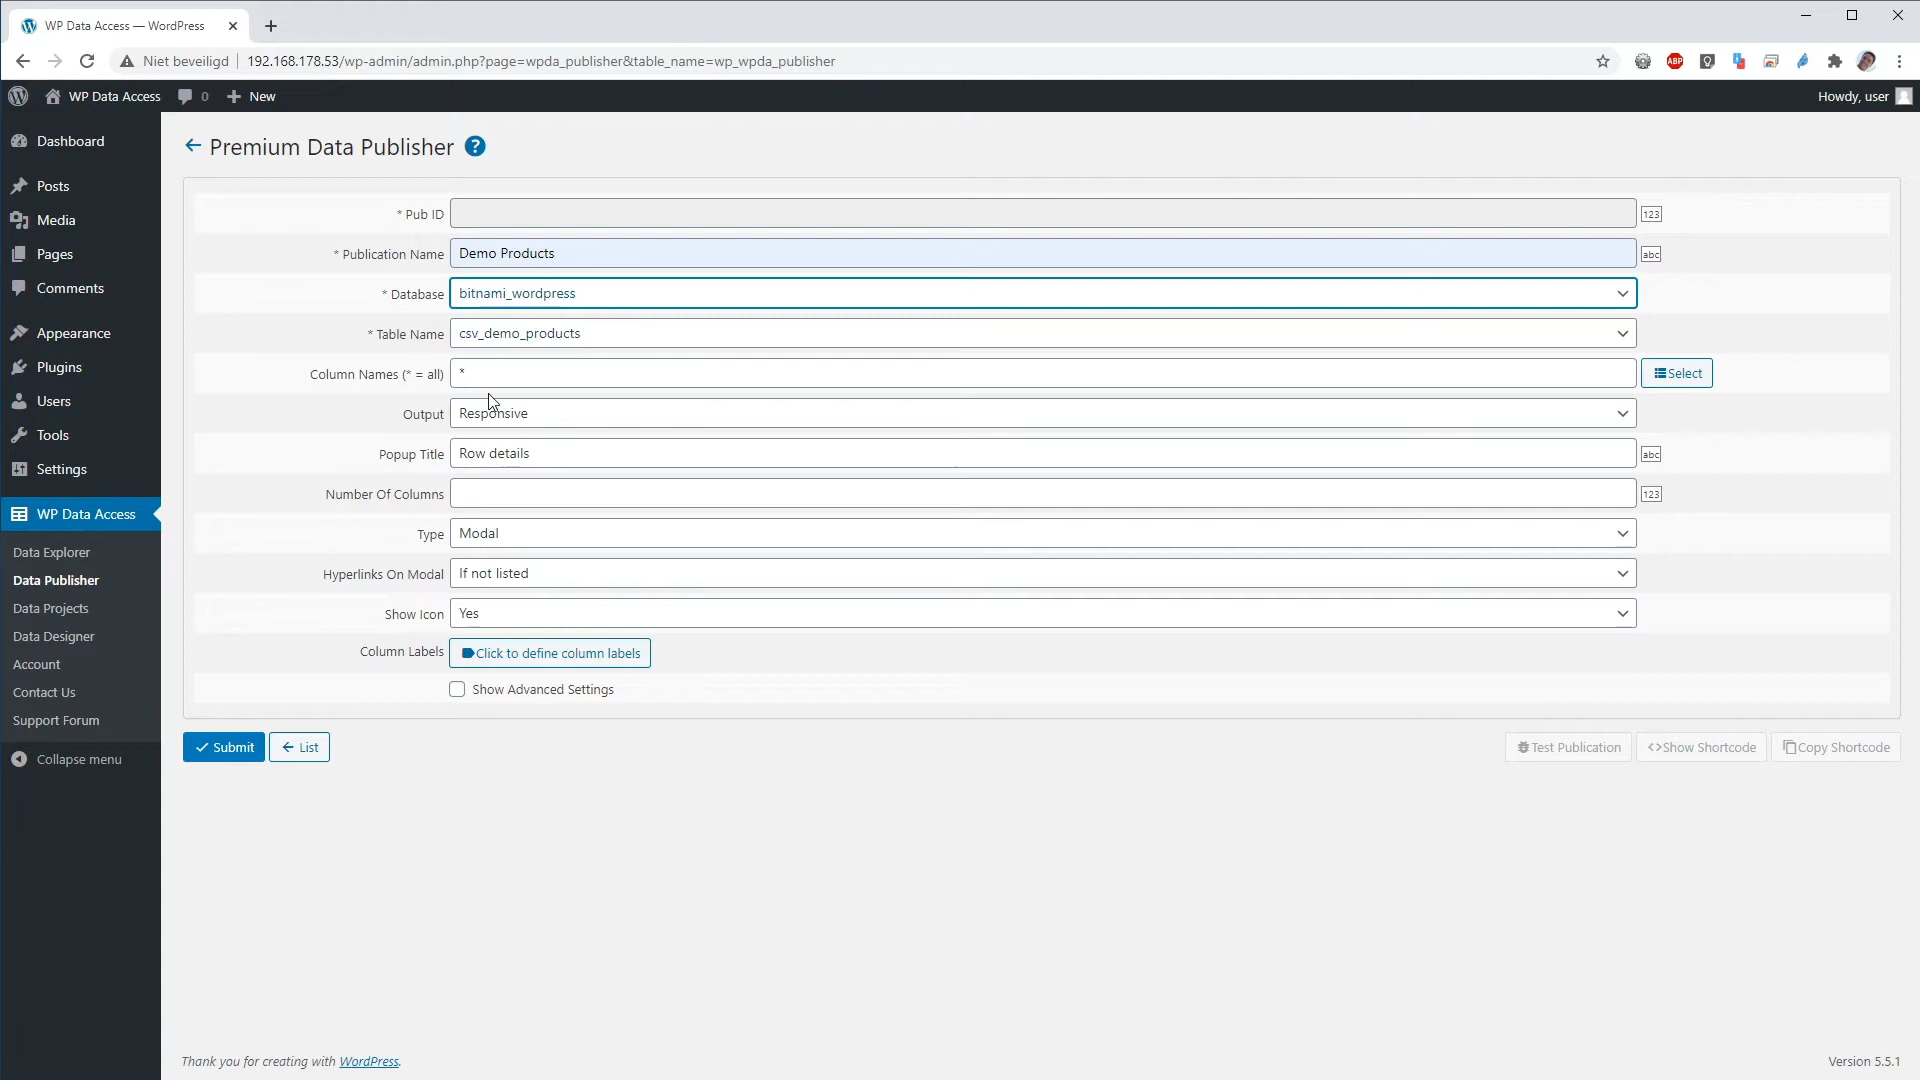 WP Data Access — WordPress
Niet beveiligd
192.168.178.53/wp-admin/admin.php?page=wpda_publisher&table_name=wp_wpda_publisher
ABP
WP Data Access
0
New
Howdy, user
Dashboard
Posts
Media
Pages
Comments
Appearance
Plugins
Users
Tools
Settings
WP Data Access
Data Explorer
Data Publisher
Data Projects
Data Designer
Account
Contact Us
Support Forum
Collapse menu
Premium Data Publisher
?
* Pub ID
123
* Publication Name
Demo Products
abc
* Database
bitnami_wordpress
* Table Name
csv_demo_products
Column Names (* = all)
*
Select
Output
Responsive
Popup Title
Row details
abc
Number Of Columns
123
Type
Modal
Hyperlinks On Modal
If not listed
Show Icon
Yes
Column Labels
Click to define column labels
Show Advanced Settings
Submit
List
Test Publication
<>Show Shortcode
Copy Shortcode
Thank you for creating with WordPress.
Version 5.5.1